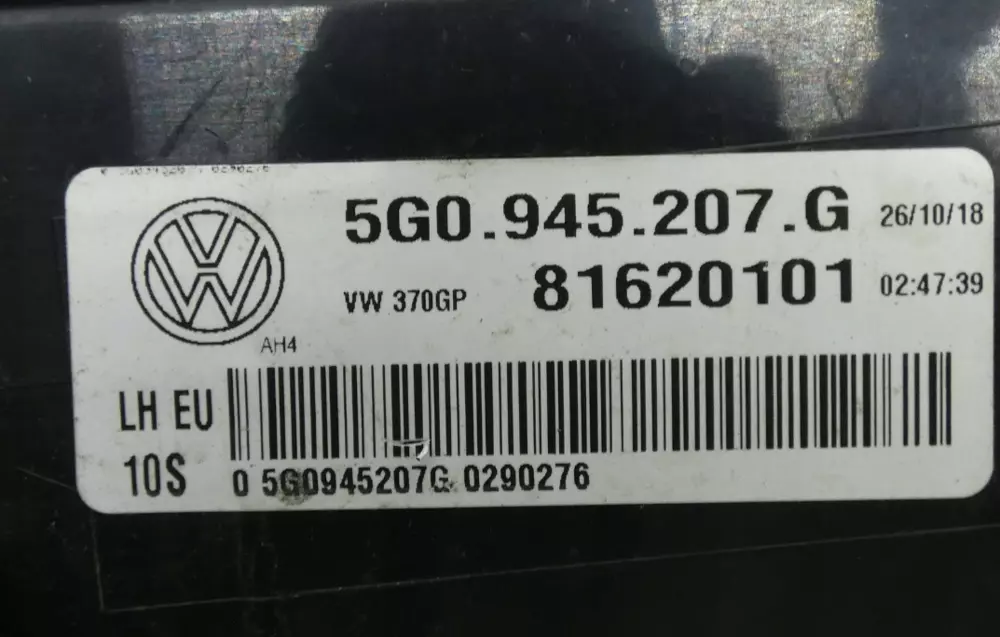 5G0.945.207.G 26/10/18
VW 370GP 81620101 02:47:39
AH4
LH EU
10S
0 5G0945207G 0290276